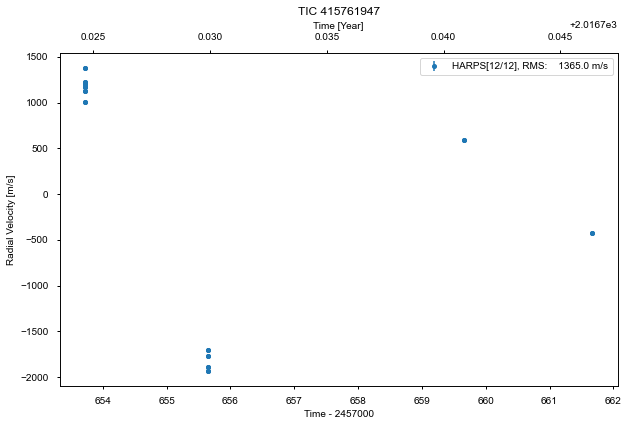 TIC 415761947
Time [Year]
+2.0167e3
0.025 0.030 0.035 0.040 0.045
HARPS[12/12], RMS: 1365.0 m/s
1500
1000
500
0
−500
−1000
−1500
−2000
Radial Velocity [m/s]
654 655 656 657 658 659 660 661 662
Time - 2457000